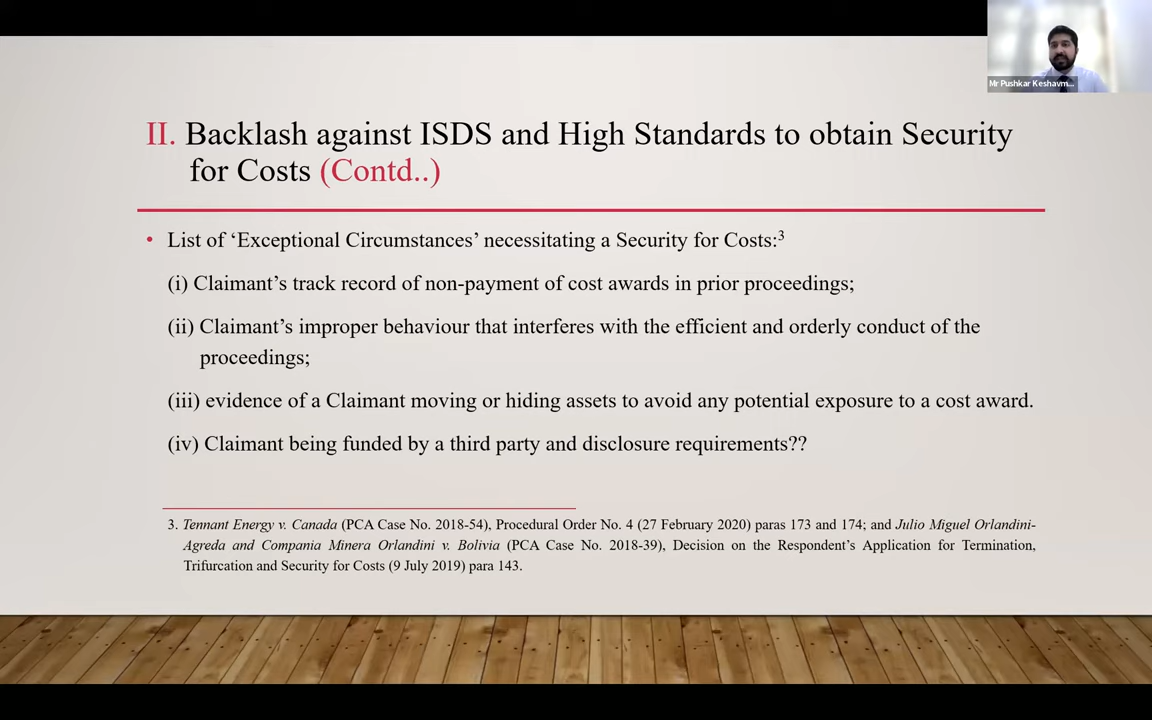 Mr Pushkar Keshavm...
II. Backlash against ISDS and High Standards to obtain Security
for Costs (Contd..)
• List of ‘Exceptional Circumstances’ necessitating a Security for Costs:³
(i) Claimant’s track record of non-payment of cost awards in prior proceedings;
(ii) Claimant’s improper behaviour that interferes with the efficient and orderly conduct of the
proceedings;
(iii) evidence of a Claimant moving or hiding assets to avoid any potential exposure to a cost award.
(iv) Claimant being funded by a third party and disclosure requirements??
3. Tennant Energy v. Canada (PCA Case No. 2018-54), Procedural Order No. 4 (27 February 2020) paras 173 and 174; and Julio Miguel Orlandini-
Agreda and Compania Minera Orlandini v. Bolivia (PCA Case No. 2018-39), Decision on the Respondent’s Application for Termination,
Trifurcation and Security for Costs (9 July 2019) para 143.